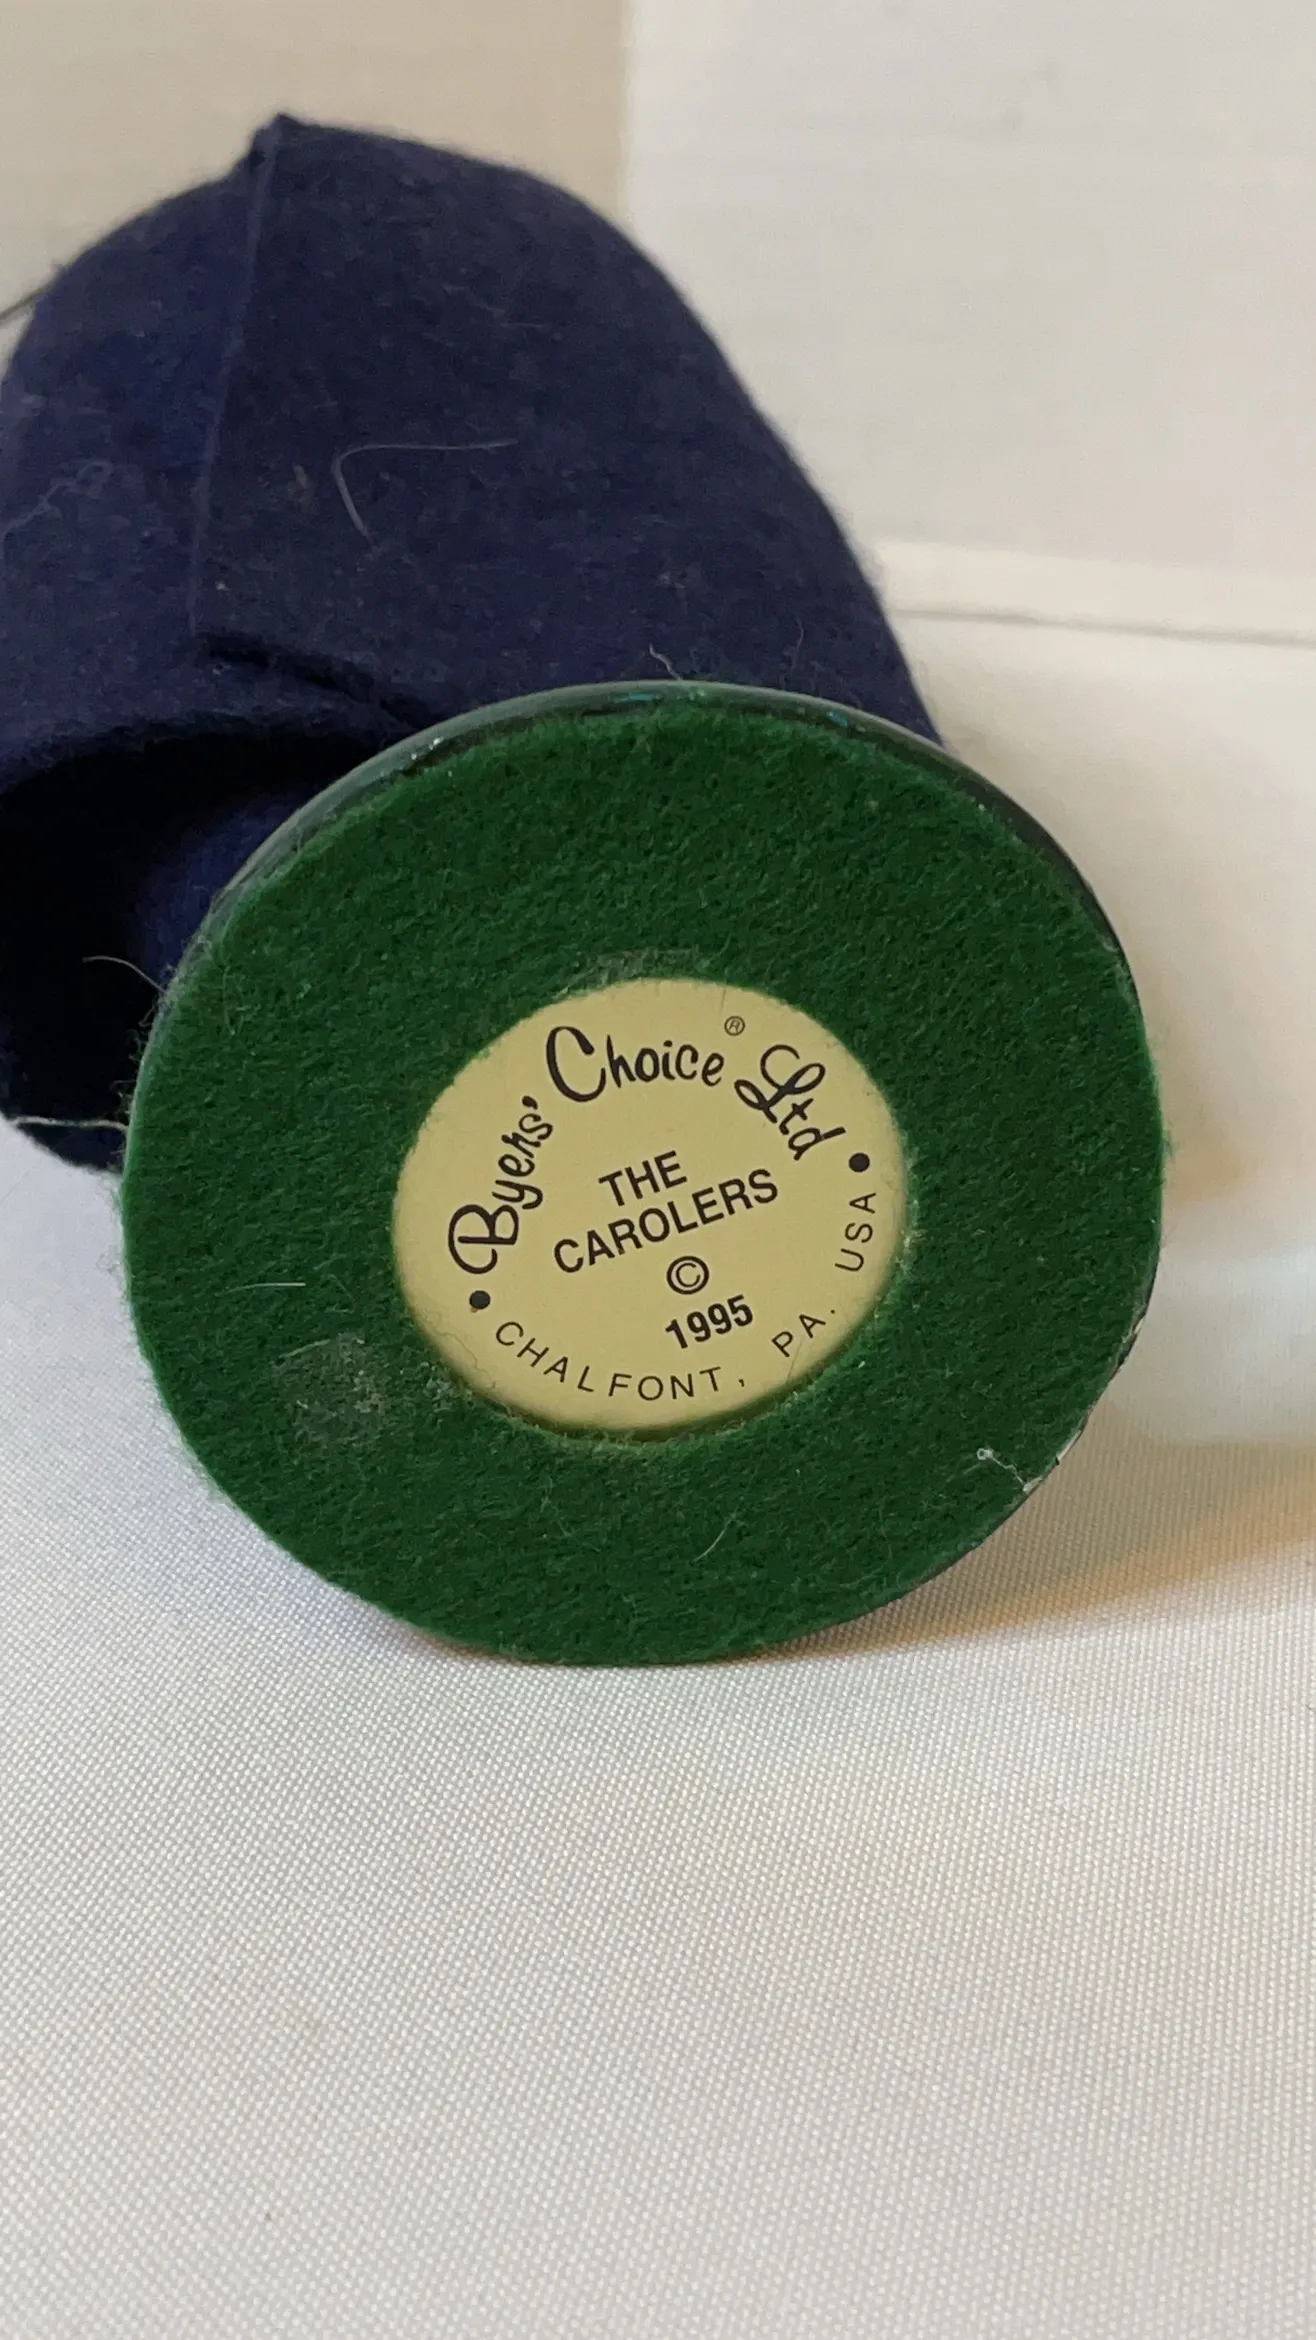 Byers' Choice® Ltd
THE
CAROLERS
©
1995
• CHALFONT, PA. USA •